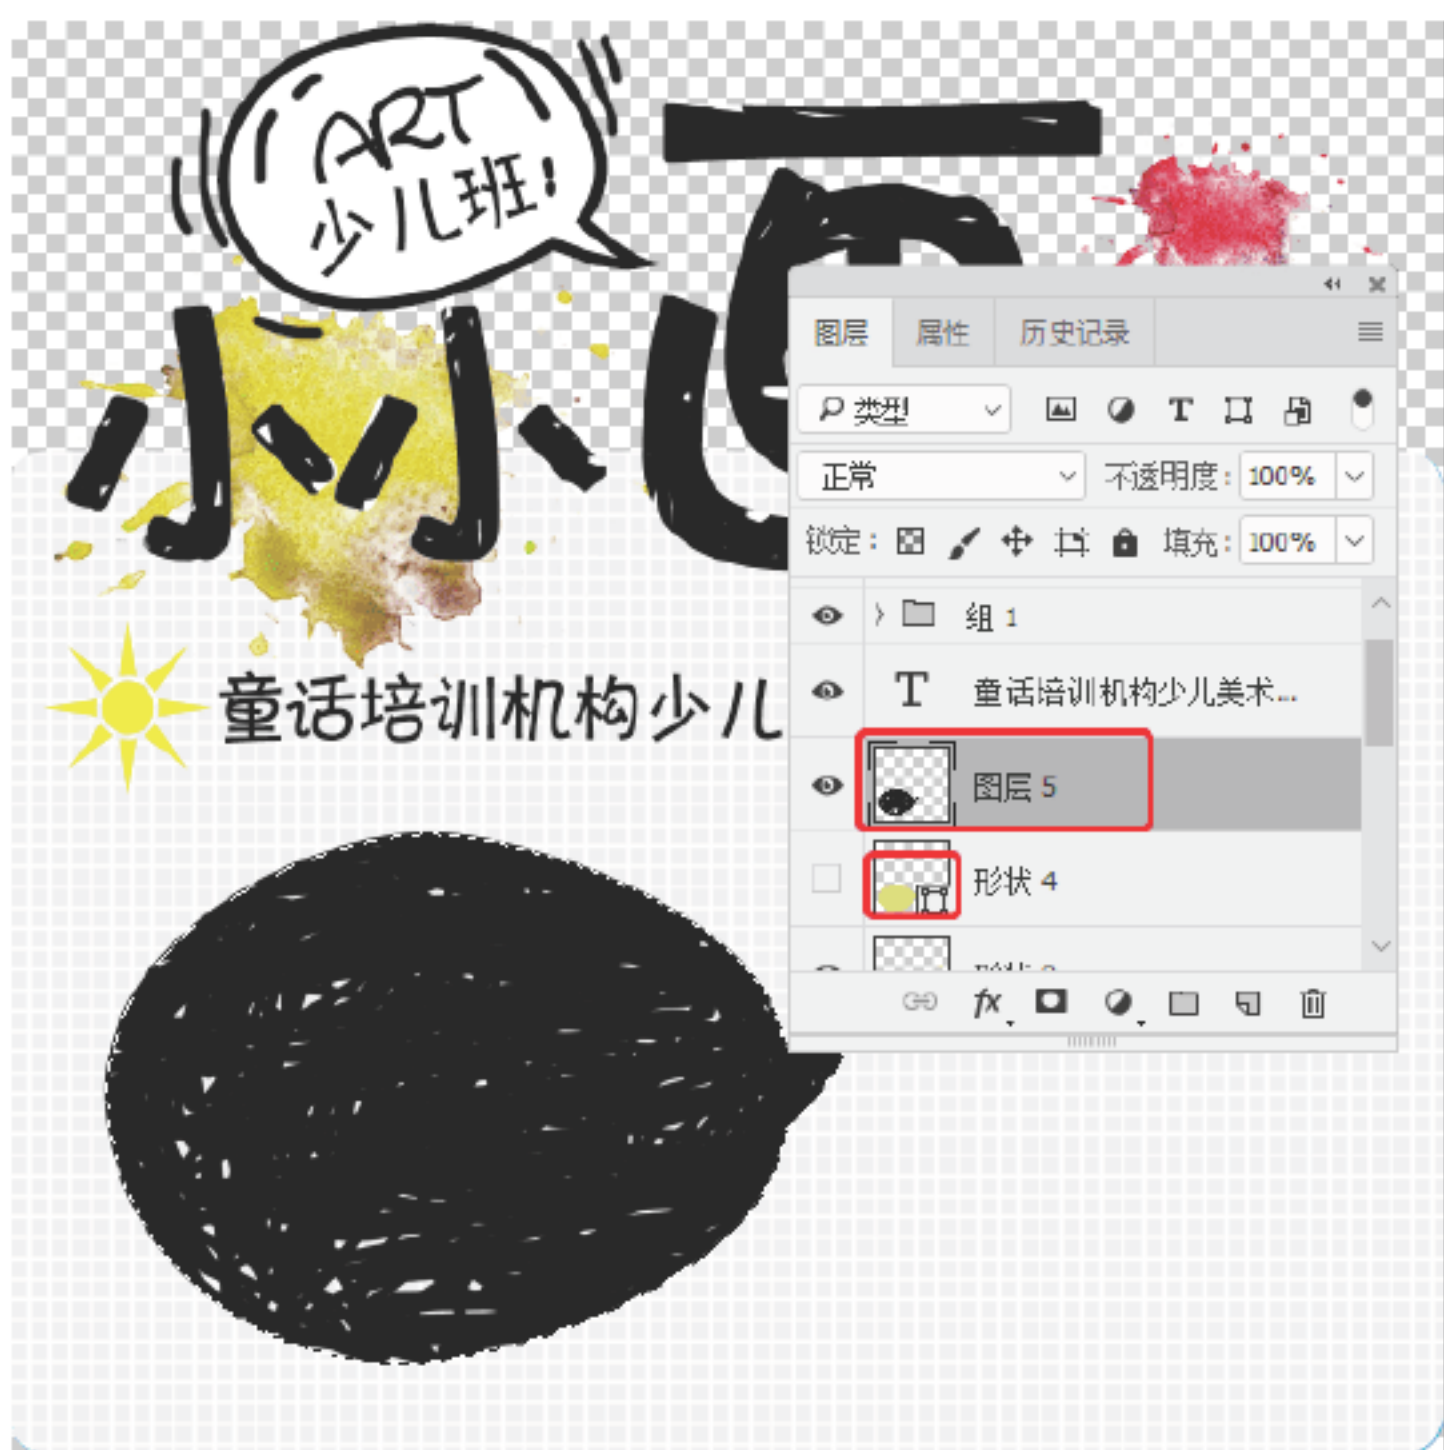 ART
少儿班!
小小画
童话培训机构少儿
图层 属性 历史记录
类型
正常 不透明度: 100%
锁定: 填充: 100%
组 1
童话培训机构少儿美术...
图层 5
形状 4
fx